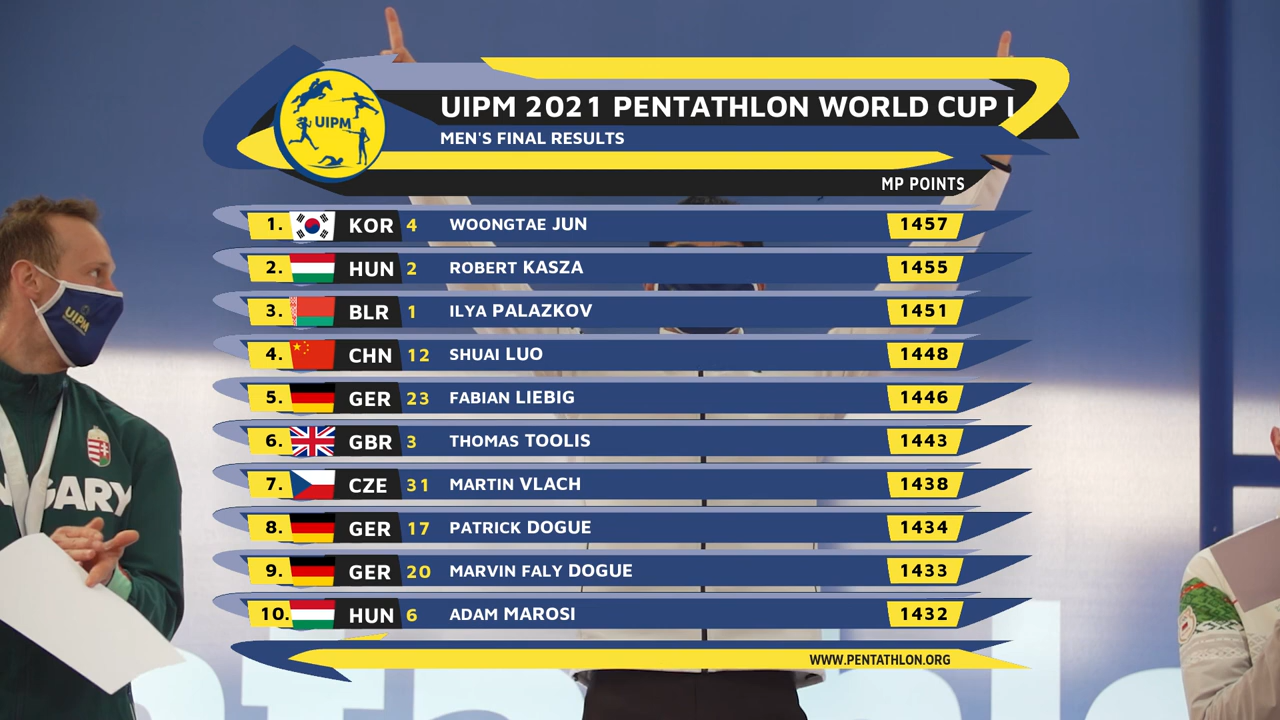 UIPM
UIPM 2021 PENTATHLON WORLD CUP I
MEN'S FINAL RESULTS
MP POINTS
1. KOR 4 WOONGTAE JUN 1457
2. HUN 2 ROBERT KASZA 1455
3. BLR 1 ILYA PALAZKOV 1451
4. CHN 12 SHUAI LUO 1448
5. GER 23 FABIAN LIEBIG 1446
6. GBR 3 THOMAS TOOLIS 1443
7. CZE 31 MARTIN VLACH 1438
8. GER 17 PATRICK DOGUE 1434
9. GER 20 MARVIN FALY DOGUE 1433
10. HUN 6 ADAM MAROSI 1432
WWW.PENTATHLON.ORG
UIPM
NGARY